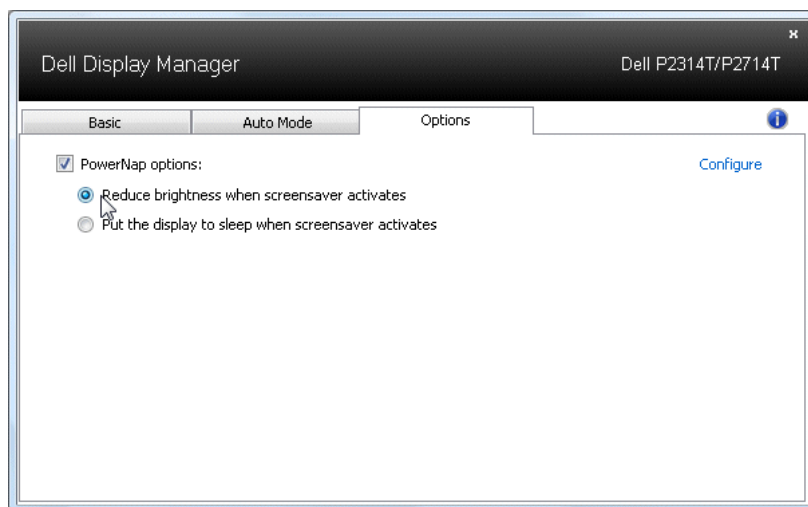 x
Dell Display Manager
Dell P2314T/P2714T
Basic
Auto Mode
Options
i
PowerNap options:
Configure
Reduce brightness when screensaver activates
Put the display to sleep when screensaver activates